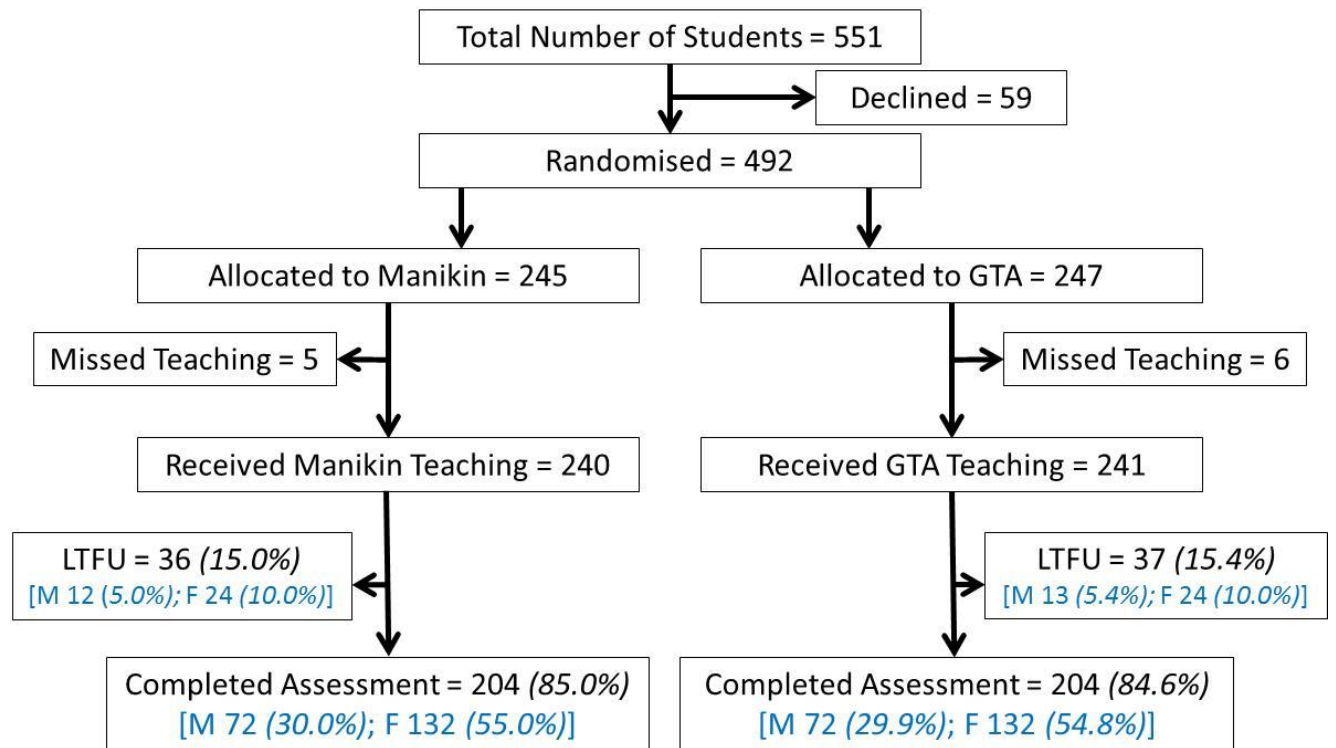 Total Number of Students = 551
Declined = 59
Randomised = 492
Allocated to Manikin = 245
Allocated to GTA = 247
Missed Teaching = 5
Missed Teaching = 6
Received Manikin Teaching = 240
Received GTA Teaching = 241
LTFU = 36 (15.0%)
[M 12 (5.0%); F 24 (10.0%)]
LTFU = 37 (15.4%)
[M 13 (5.4%); F 24 (10.0%)]
Completed Assessment = 204 (85.0%)
[M 72 (30.0%); F 132 (55.0%)]
Completed Assessment = 204 (84.6%)
[M 72 (29.9%); F 132 (54.8%)]